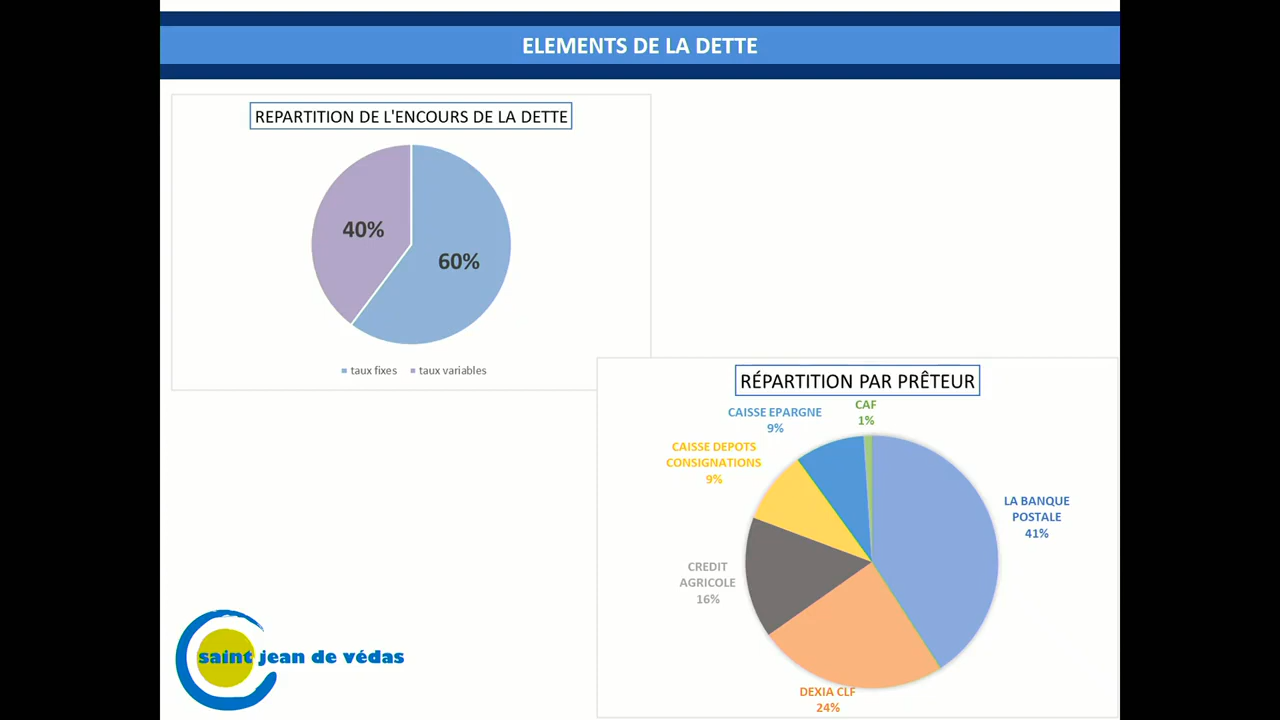 ELEMENTS DE LA DETTE
REPARTITION DE L'ENCOURS DE LA DETTE
40%
60%
taux fixes
taux variables
RÉPARTITION PAR PRÊTEUR
CAF
1%
CAISSE EPARGNE
9%
CAISSE DEPOTS
CONSIGNATIONS
9%
LA BANQUE
POSTALE
41%
CREDIT
AGRICOLE
16%
DEXIA CLF
24%
saint jean de védas